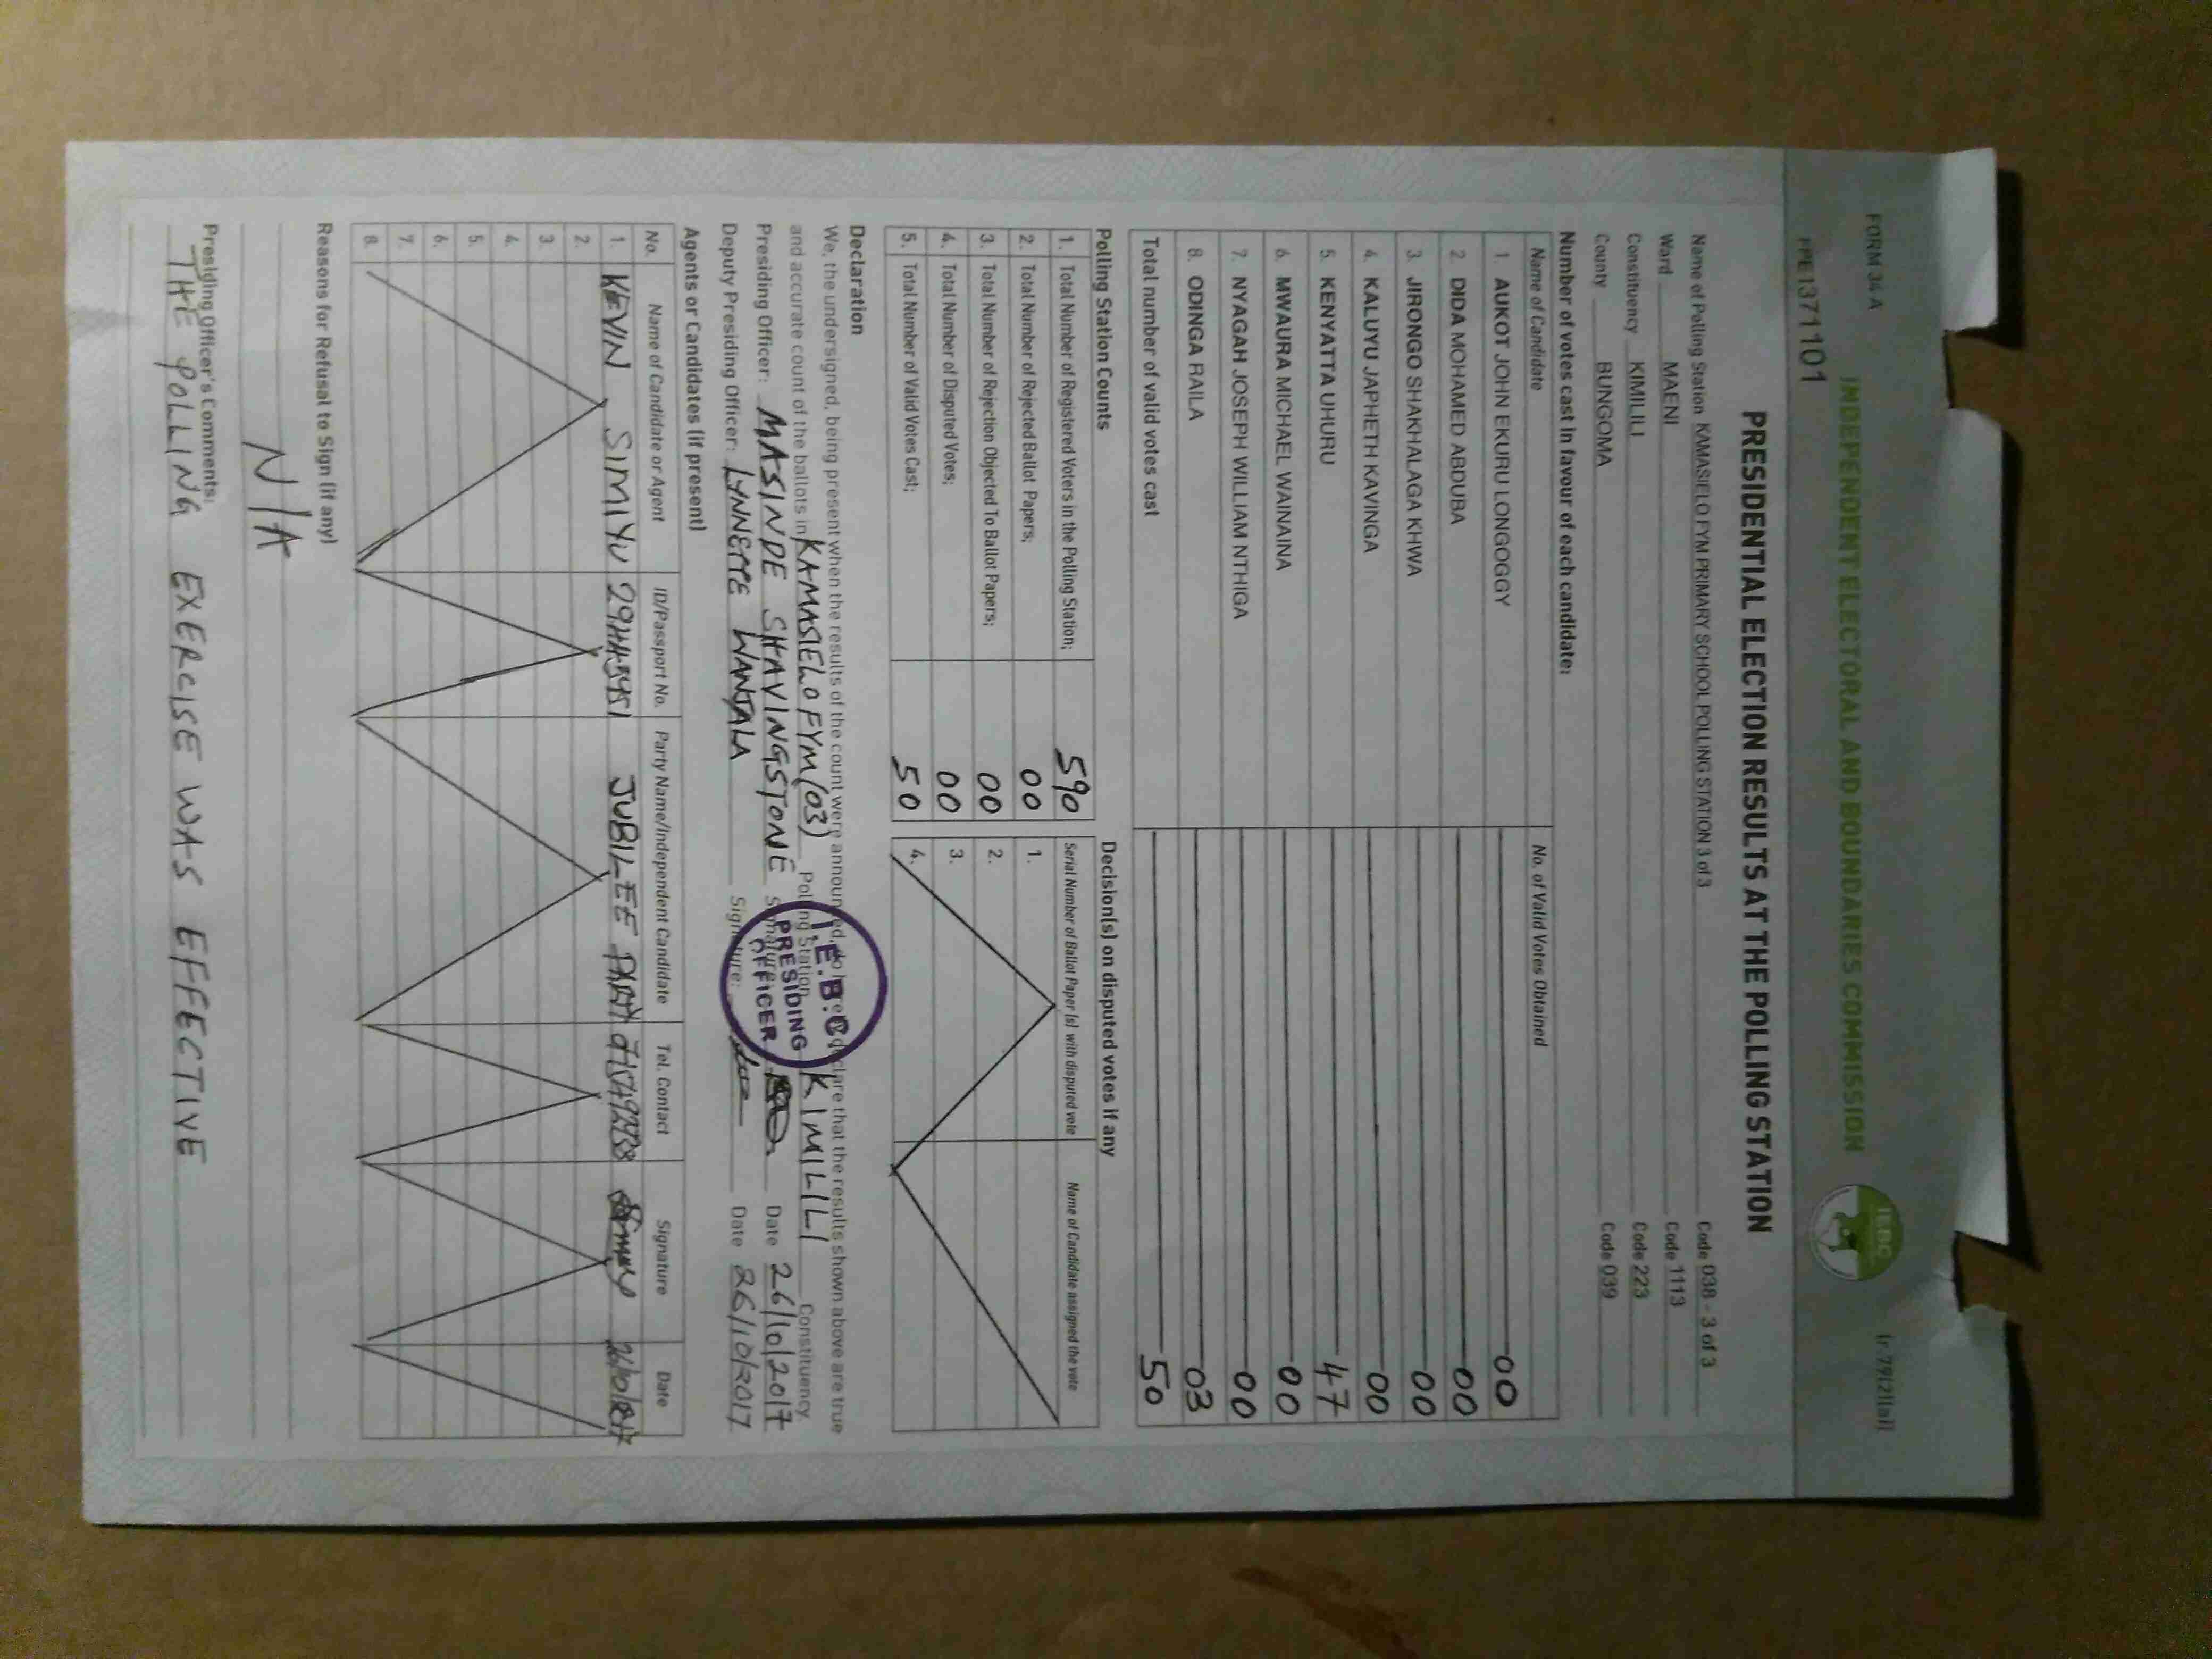 FORM 34 A
(r 79(2)(a))
INDEPENDENT ELECTORAL AND BOUNDARIES COMMISSION
IEBC
PPE1371101
PRESIDENTIAL ELECTION RESULTS AT THE POLLING STATION
Name of Polling Station KAMASIELO FYM PRIMARY SCHOOL POLLING STATION 3 of 3 Code 038 - 3 of 3
Ward MAENI Code 1113
Constituency KIMILILI Code 223
County BUNGOMA Code 039
Number of votes cast in favour of each candidate:
Name of Candidate No. of Valid Votes Obtained
1. AUKOT JOHN EKURU LONGOGGY 00
2. DIDA MOHAMED ABDUBA 00
3. JIRONGO SHAKHALAGA KHWA 00
4. KALUYU JAPHETH KAVINGA 00
5. KENYATTA UHURU 47
6. MWAURA MICHAEL WAINAINA 00
7. NYAGAH JOSEPH WILLIAM NTHIGA 00
8. ODINGA RAILA 03
Total number of valid votes cast 50
Polling Station Counts
1. Total Number of Registered Voters in the Polling Station; 590
2. Total Number of Rejected Ballot Papers; 00
3. Total Number of Rejection Objected To Ballot Papers; 00
4. Total Number of Disputed Votes; 00
5. Total Number of Valid Votes Cast; 50
Decision(s) on disputed votes if any
Serial Number of Ballot Paper (s) with disputed vote Name of Candidate assigned the vote
1.
2.
3.
4.
Declaration
We, the undersigned, being present when the results of the count were announced, do hereby declare that the results shown above are true
and accurate count of the ballots in KAMASIELO FYM (03) Polling Station KIMILILI Constituency
Presiding Officer: MASINDE SHAVINGSTONE Signature: Date 26/10/2017
Deputy Presiding Officer: LYNNETTE WANJALA Signature: Date 26/10/2017
I.E.B.C
PRESIDING
OFFICER
Agents or Candidates (if present)
No. Name of Candidate or Agent ID/Passport No. Party Name/Independent Candidate Tel. Contact Signature Date
1. KEVIN SIMIYU JUBILEE
2.
3.
4.
5.
6.
7.
8.
Reasons for Refusal to Sign (if any)
N/A
Presiding Officer's Comments:
THE POLLING EXERCISE WAS EFFECTIVE